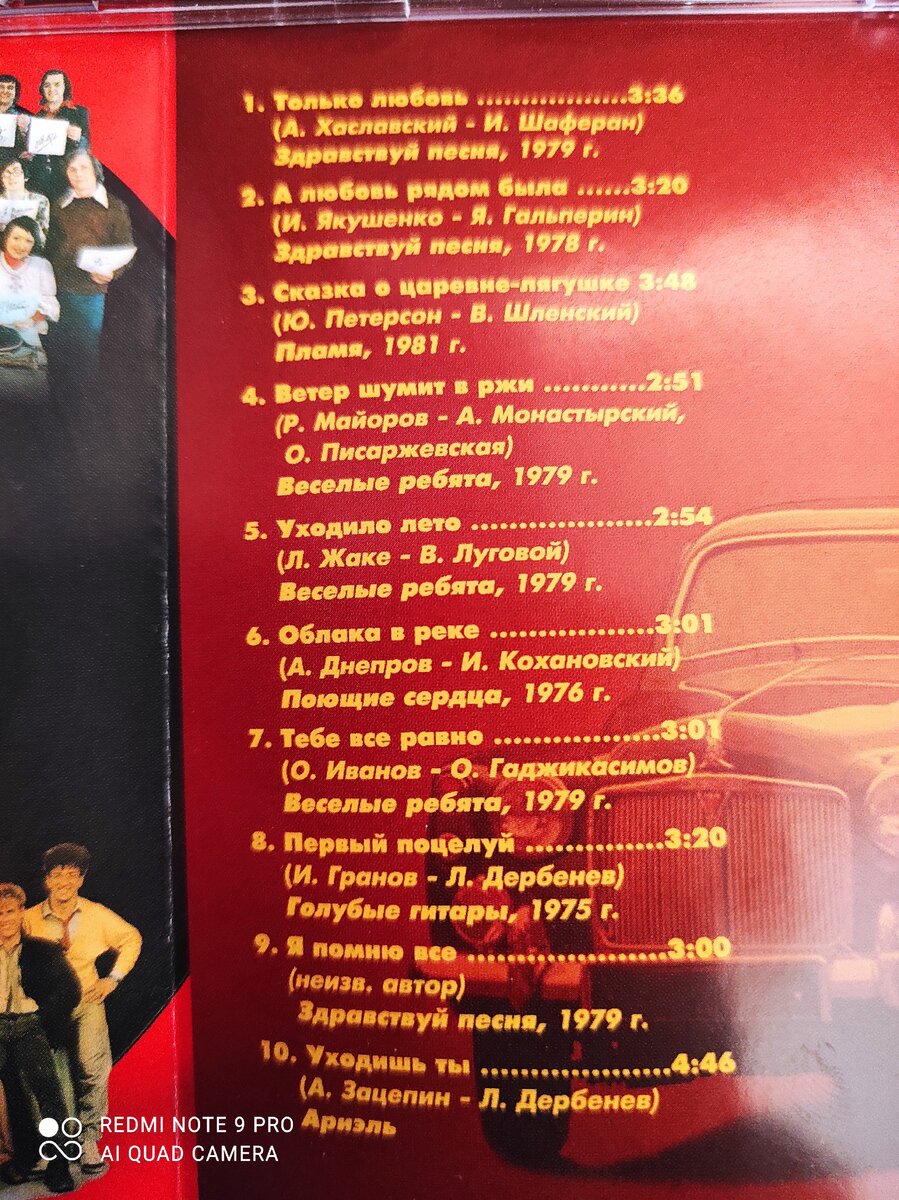 1. Только любовь ..................3:36
(А. Хаславский - И. Шаферан)
Здравствуй песня, 1979 г.
2. А любовь рядом была ......3:20
(И. Якушенко - Я. Гальперин)
Здравствуй песня, 1978 г.
3. Сказка о царевне-лягушке 3:48
(Ю. Петерсон - В. Шленский)
Пламя, 1981 г.
4. Ветер шумит в ржи ...........2:51
(Р. Майоров - А. Монастырский,
О. Писаржевская)
Веселые ребята, 1979 г.
5. Уходило лето ...................2:54
(Л. Жаке - В. Луговой)
Веселые ребята, 1979 г.
6. Облака в реке .................3:01
(А. Днепров - И. Кохановский)
Поющие сердца, 1976 г.
7. Тебе все равно .................3:01
(О. Иванов - О. Гаджикасимов)
Веселые ребята, 1979 г.
8. Первый поцелуй ..............3:20
(И. Гранов - Л. Дербенев)
Голубые гитары, 1975 г.
9. Я помню все .....................3:00
(неизв. автор)
Здравствуй песня, 1979 г.
10. Уходишь ты ....................4:46
(А. Зацепин - Л. Дербенев)
Ариэль
REDMI NOTE 9 PRO
AI QUAD CAMERA